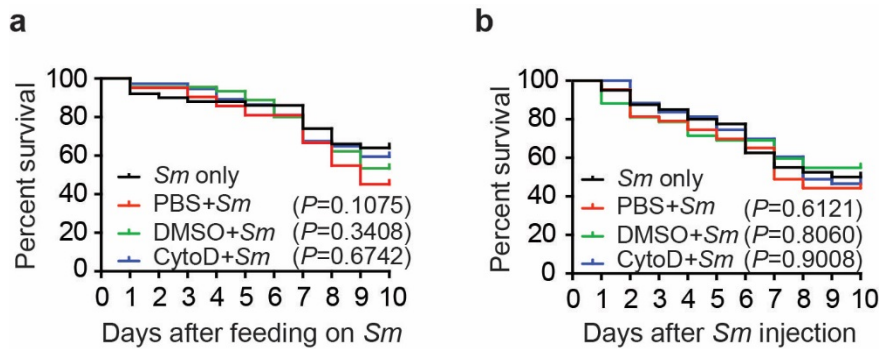 a
Percent survival
100
80
60
40
20
0
Sm only
PBS+Sm (P=0.1075)
DMSO+Sm (P=0.3408)
CytoD+Sm (P=0.6742)
0 1 2 3 4 5 6 7 8 9 10
Days after feeding on Sm
b
Percent survival
100
80
60
40
20
0
Sm only
PBS+Sm (P=0.6121)
DMSO+Sm (P=0.8060)
CytoD+Sm (P=0.9008)
0 1 2 3 4 5 6 7 8 9 10
Days after Sm injection